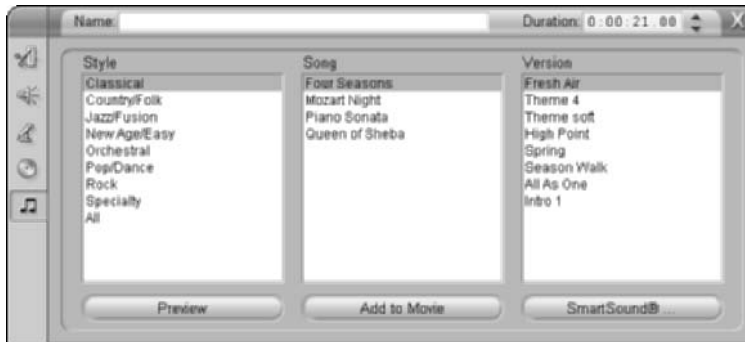 Name: Duration: 0:00:21.00 X
Style
Classical
Country/Folk
Jazz/Fusion
New Age/Easy
Orchestral
Pop/Dance
Rock
Specialty
All
Preview
Song
Four Seasons
Mozart Night
Piano Sonata
Queen of Sheba
Add to Movie
Version
Fresh Air
Theme 4
Theme soft
High Point
Spring
Season Walk
All As One
Intro 1
SmartSound® ...